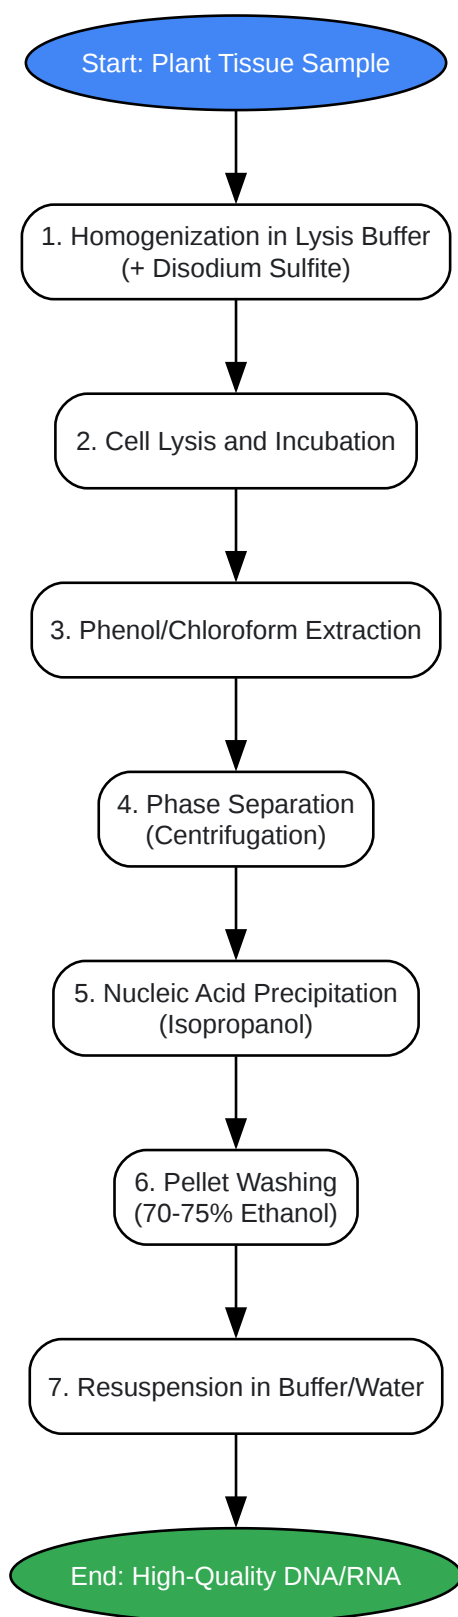 Start: Plant Tissue Sample
1. Homogenization in Lysis Buffer
(+ Disodium Sulfite)
2. Cell Lysis and Incubation
3. Phenol/Chloroform Extraction
4. Phase Separation
(Centrifugation)
5. Nucleic Acid Precipitation
(Isopropanol)
6. Pellet Washing
(70-75% Ethanol)
7. Resuspension in Buffer/Water
End: High-Quality DNA/RNA